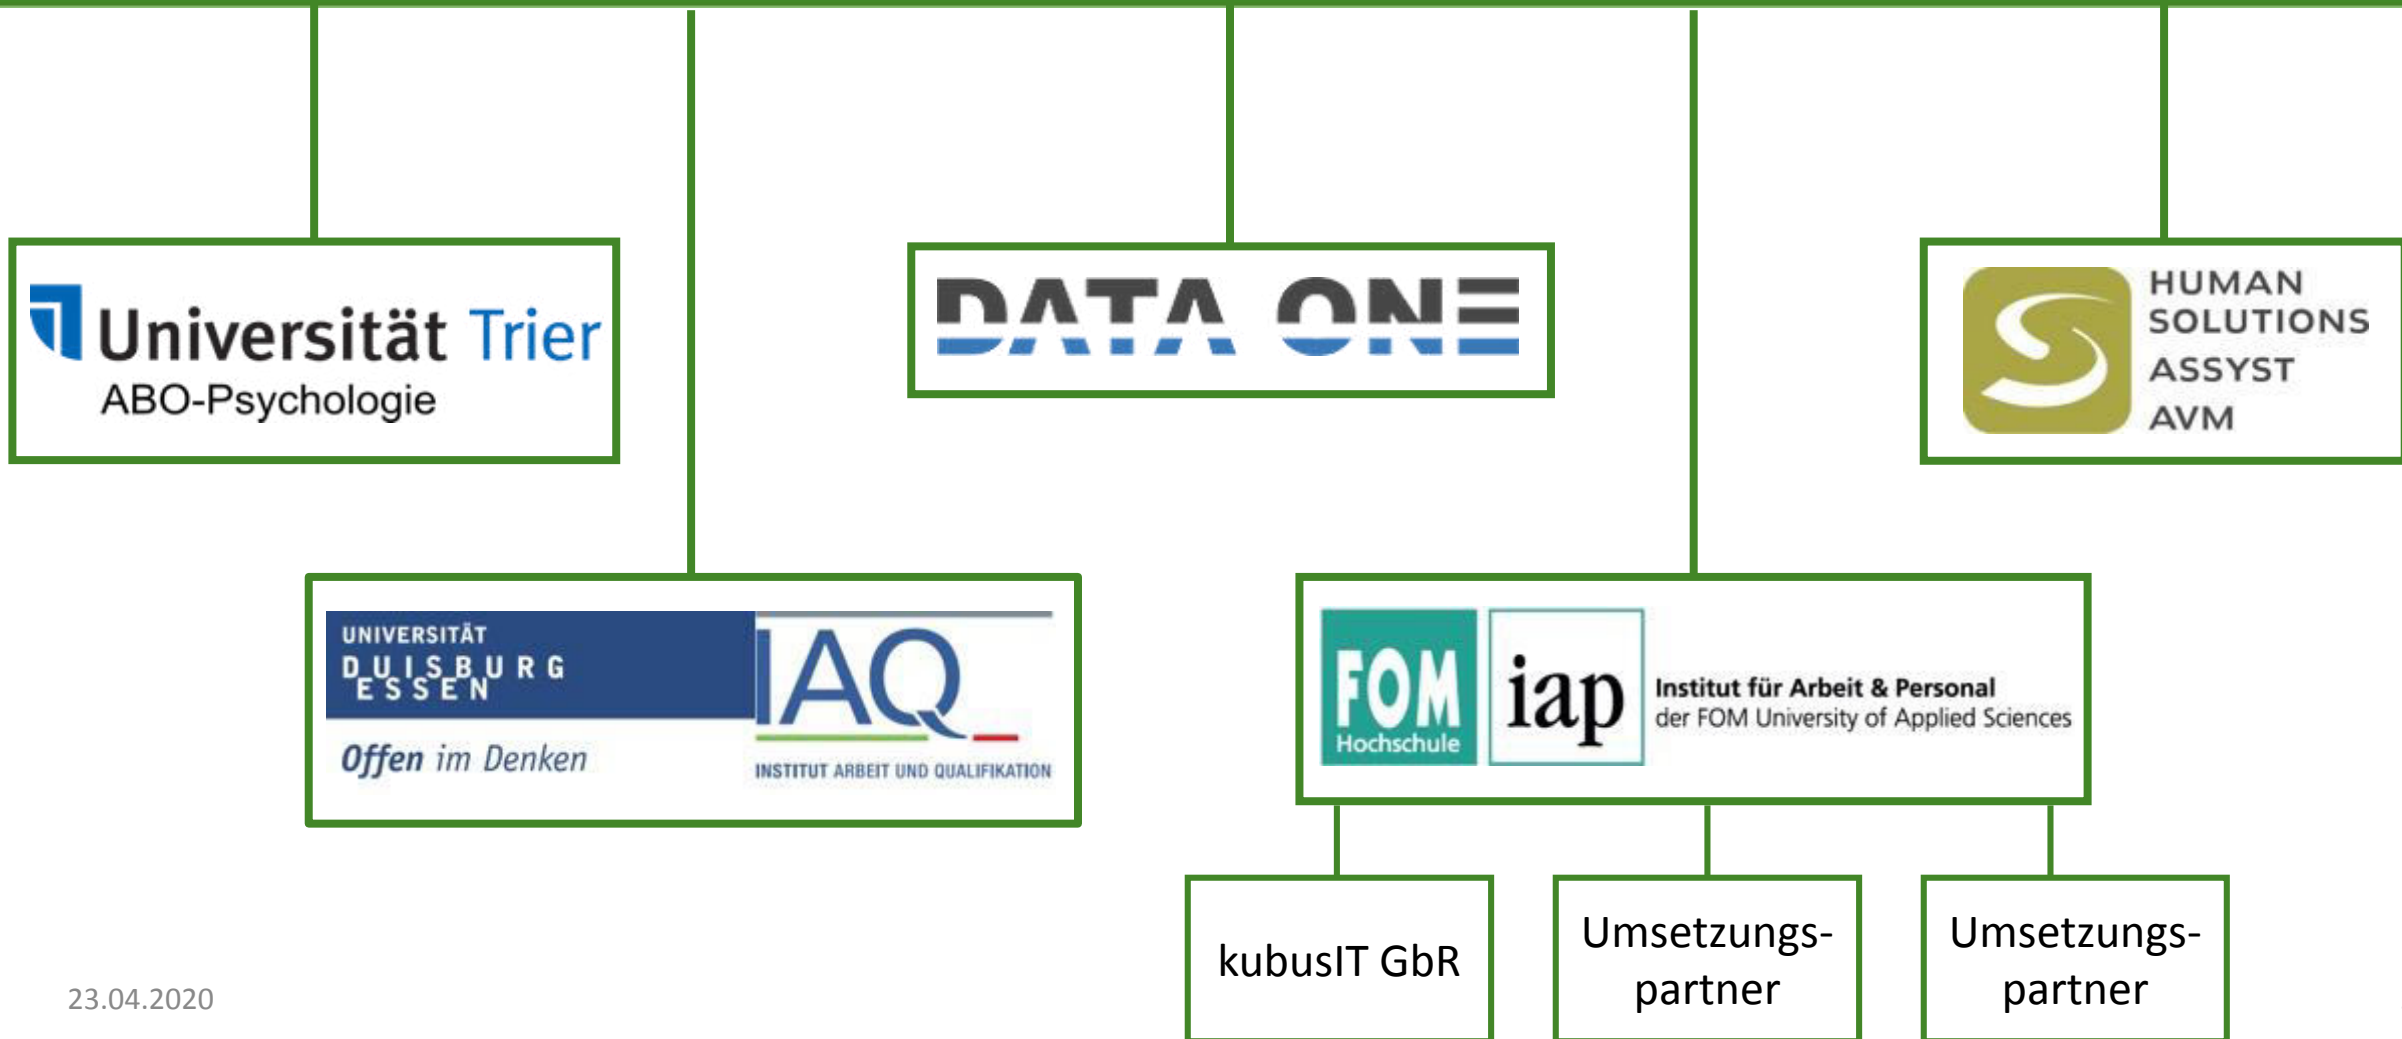 Universität Trier
ABO-Psychologie
DATA ONE
HUMAN
SOLUTIONS
ASSYST
AVM
UNIVERSITÄT
DUISBURG
ESSEN
Offen im Denken
IAQ
INSTITUT ARBEIT UND QUALIFIKATION
FOM
Hochschule
iap
Institut für Arbeit & Personal
der FOM University of Applied Sciences
kubusIT GbR
Umsetzungs-
partner
Umsetzungs-
partner
23.04.2020